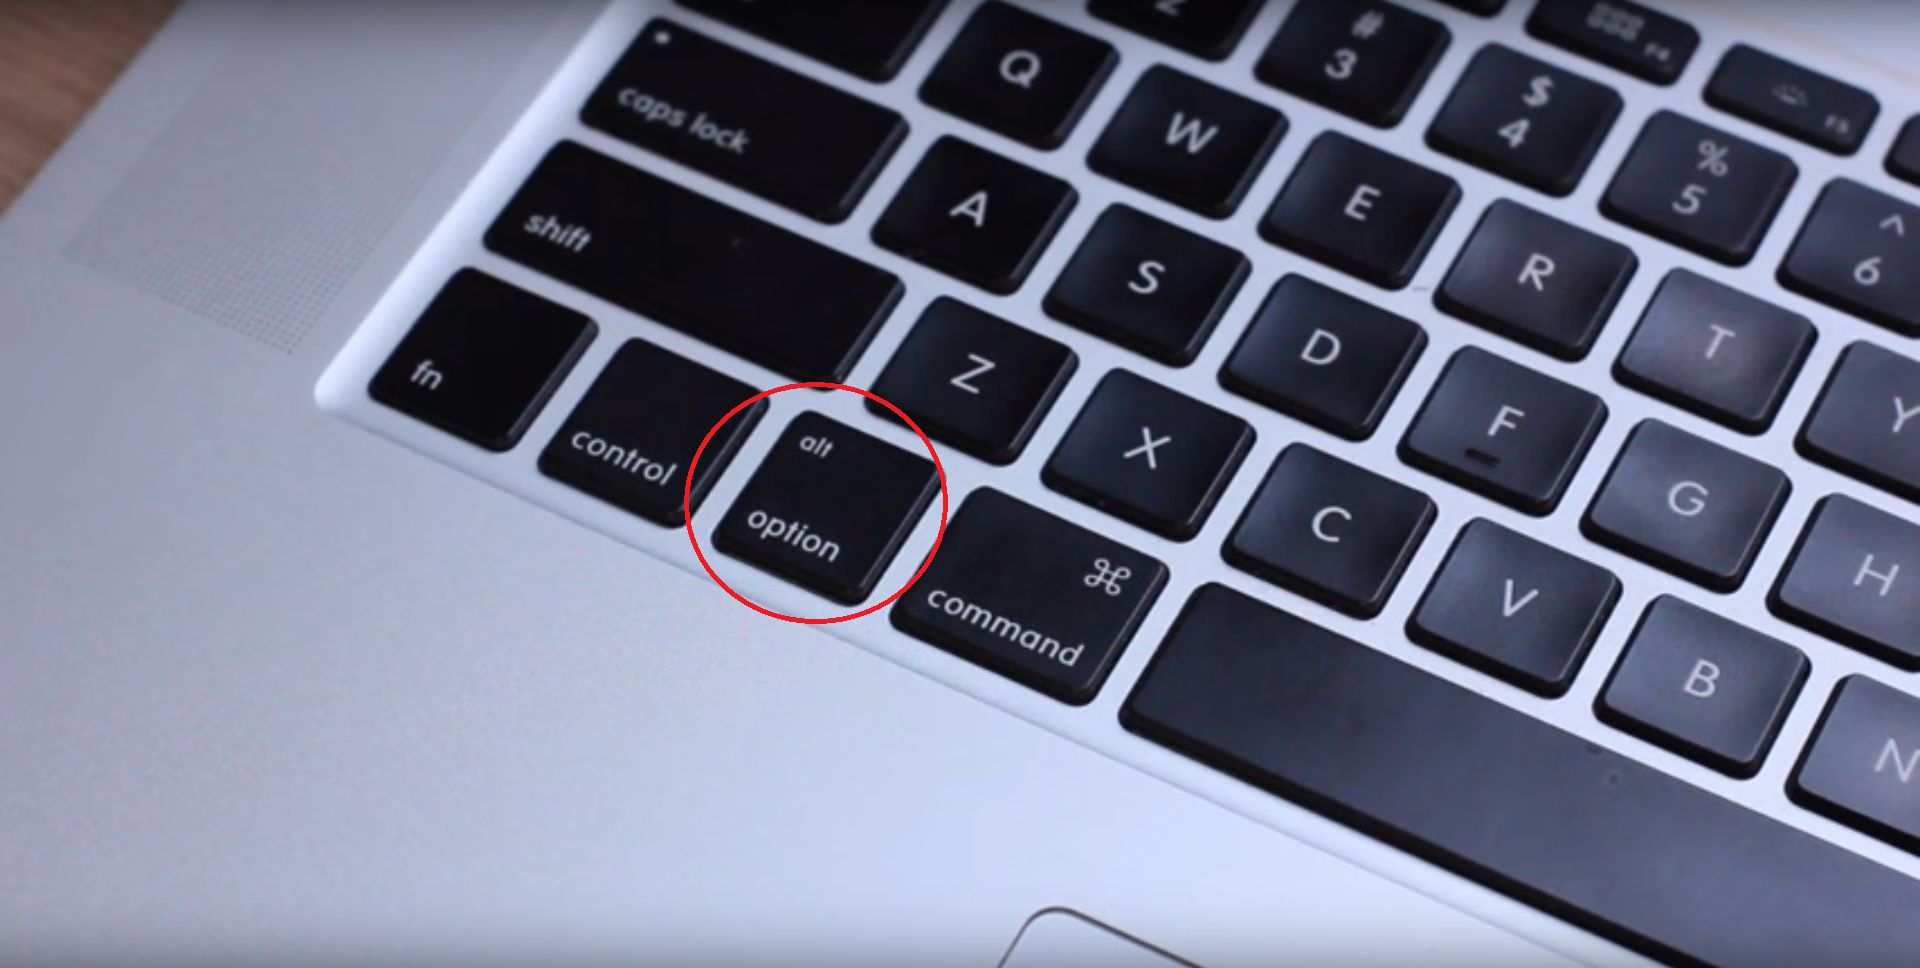 Q
#
3
F4
caps lock
W
$
4
F5
A
E
%
5
shift
S
R
^
6
fn
Z
D
T
control
alt
option
X
F
Y
⌘
command
C
G
V
H
B
N